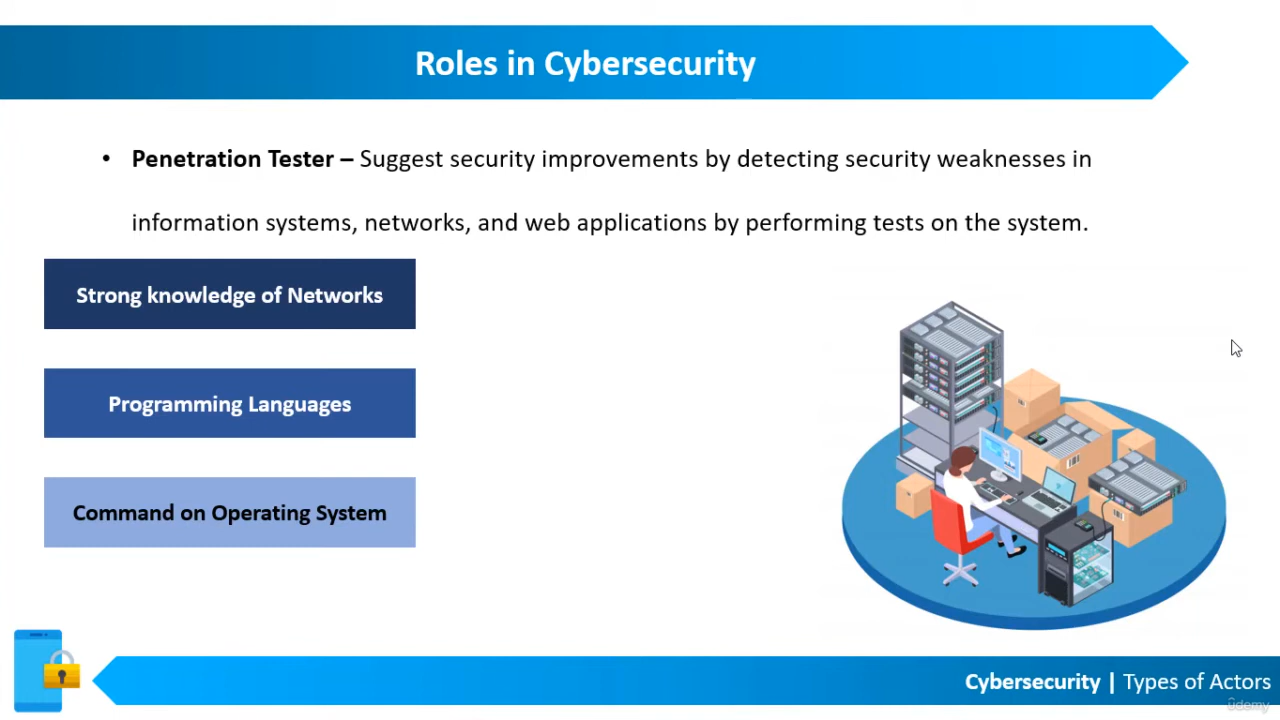 Roles in Cybersecurity
• Penetration Tester – Suggest security improvements by detecting security weaknesses in
information systems, networks, and web applications by performing tests on the system.
Strong knowledge of Networks
Programming Languages
Command on Operating System
Cybersecurity | Types of Actors
ûdemy